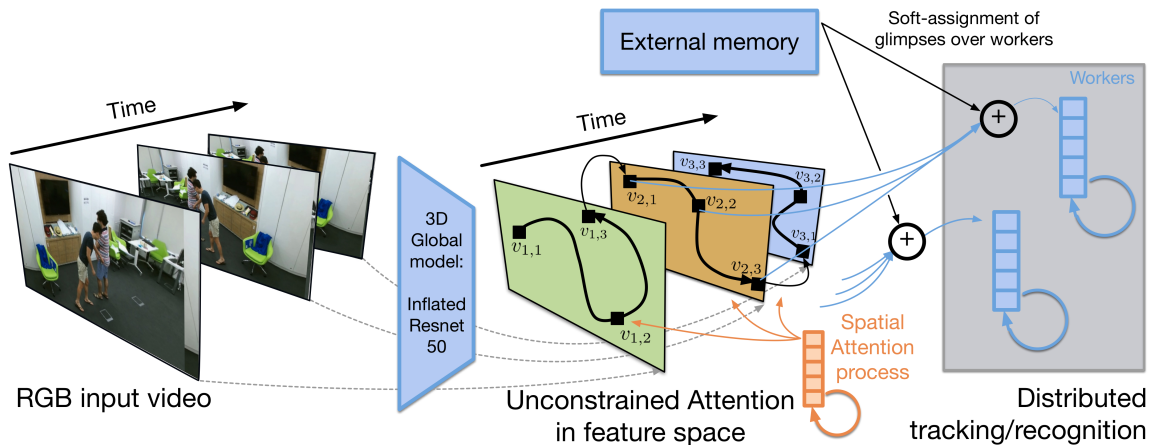 External memory
Soft-assignment of
glimpses over workers
Workers
Time
Time
3D
Global
model:
Inflated
Resnet
50
v1,1
v1,2
v1,3
v2,1
v2,2
v2,3
v3,1
v3,2
v3,3
+
+
Spatial
Attention
process
RGB input video
Unconstrained Attention
in feature space
Distributed
tracking/recognition